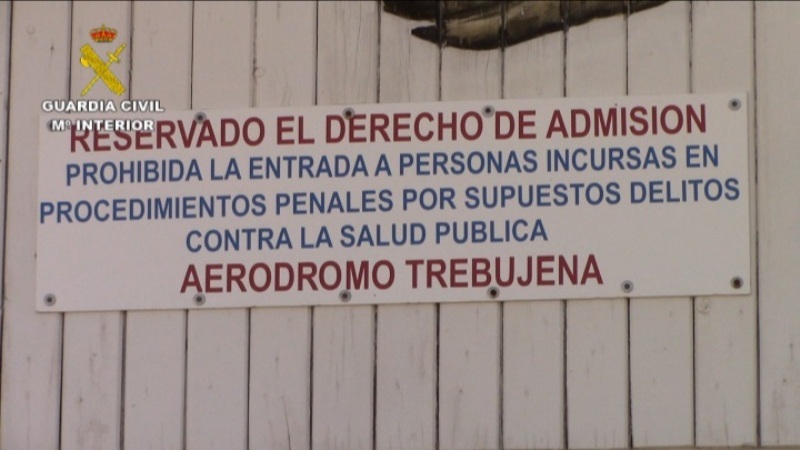 GUARDIA CIVIL
Mº INTERIOR
RESERVADO EL DERECHO DE ADMISION
PROHIBIDA LA ENTRADA A PERSONAS INCURSAS EN
PROCEDIMIENTOS PENALES POR SUPUESTOS DELITOS
CONTRA LA SALUD PUBLICA
AERODROMO TREBUJENA